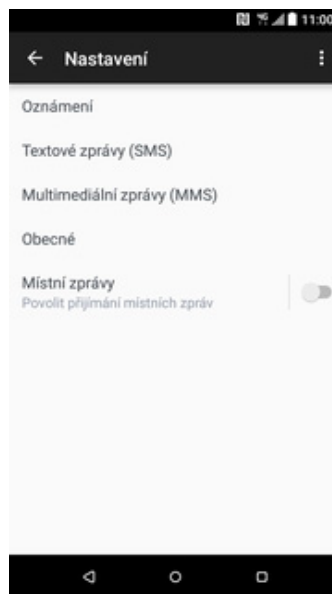 11:00
Nastavení
Oznámení
Textové zprávy (SMS)
Multimediální zprávy (MMS)
Obecné
Místní zprávy
Povolit přijímání místních zpráv